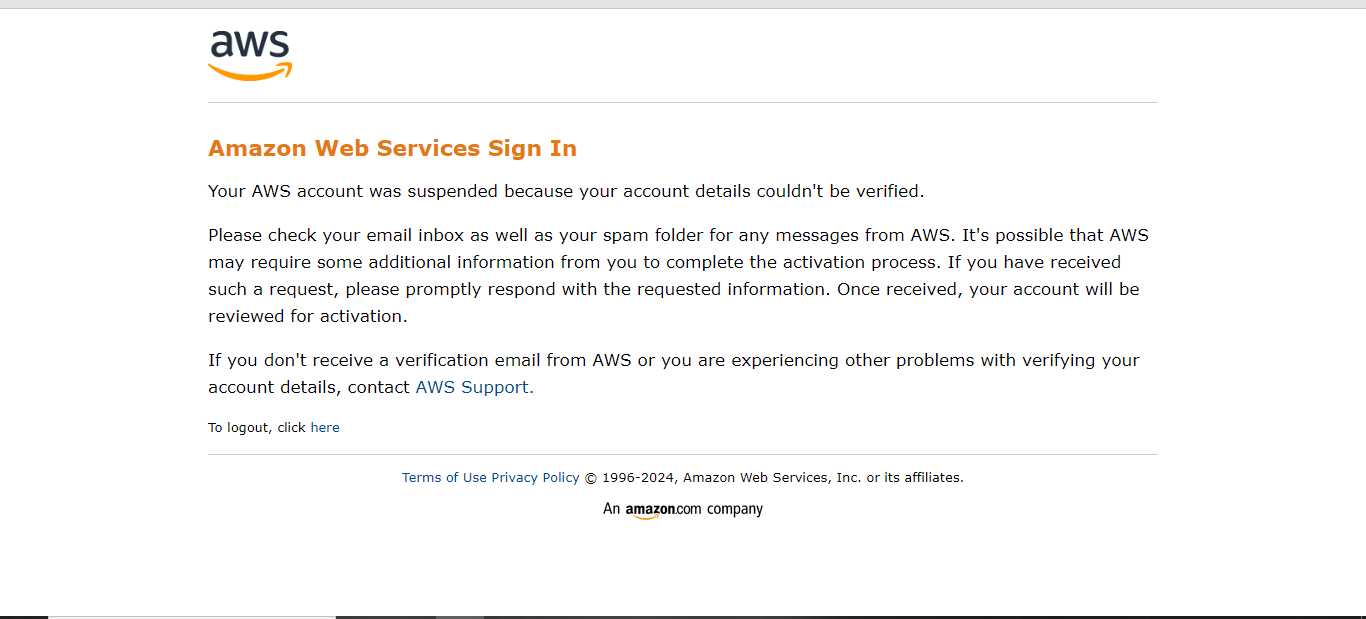 aws
Amazon Web Services Sign In
Your AWS account was suspended because your account details couldn't be verified.
Please check your email inbox as well as your spam folder for any messages from AWS. It's possible that AWS
may require some additional information from you to complete the activation process. If you have received
such a request, please promptly respond with the requested information. Once received, your account will be
reviewed for activation.
If you don't receive a verification email from AWS or you are experiencing other problems with verifying your
account details, contact AWS Support.
To logout, click here
Terms of Use Privacy Policy © 1996-2024, Amazon Web Services, Inc. or its affiliates.
An amazon.com company